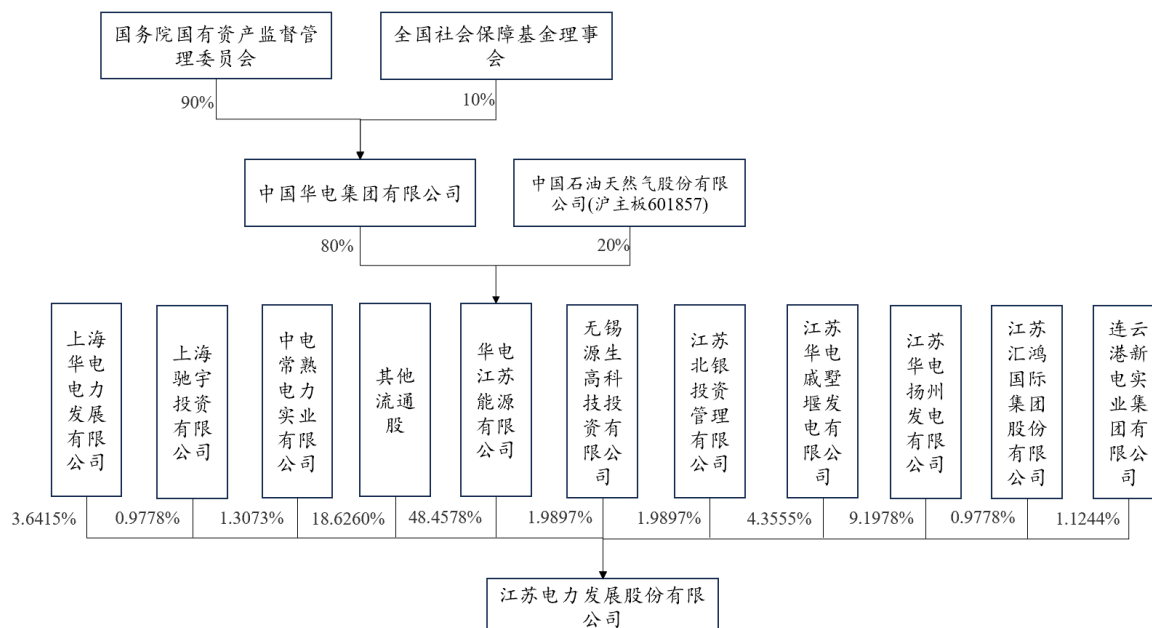 国务院国有资产监督管
理委员会
全国社会保障基金理事
会
90%
10%
中国华电集团有限公司
中国石油天然气股份有限
公司(沪主板601857)
80%
20%
上海
华电
电力
发展
有限
公司
上海
驰宇
投资
有限
公司
中电
常熟
电力
实业
有限
公司
其他
流通
股
华电
江苏
能源
有限
公司
无锡
源生
高科
技投
资有
限公
司
江苏
北银
投资
管理
有限
公司
江苏
华电
戚墅
堰发
电有
限公
司
江苏
华电
扬州
发电
有限
公司
江苏
汇鸿
国际
集团
股份
有限
公司
连云
港新
电实
业集
团有
限公
司
3.6415%
0.9778%
1.3073%
18.6260%
48.4578%
1.9897%
1.9897%
4.3555%
9.1978%
0.9778%
1.1244%
江苏电力发展股份有限
公司